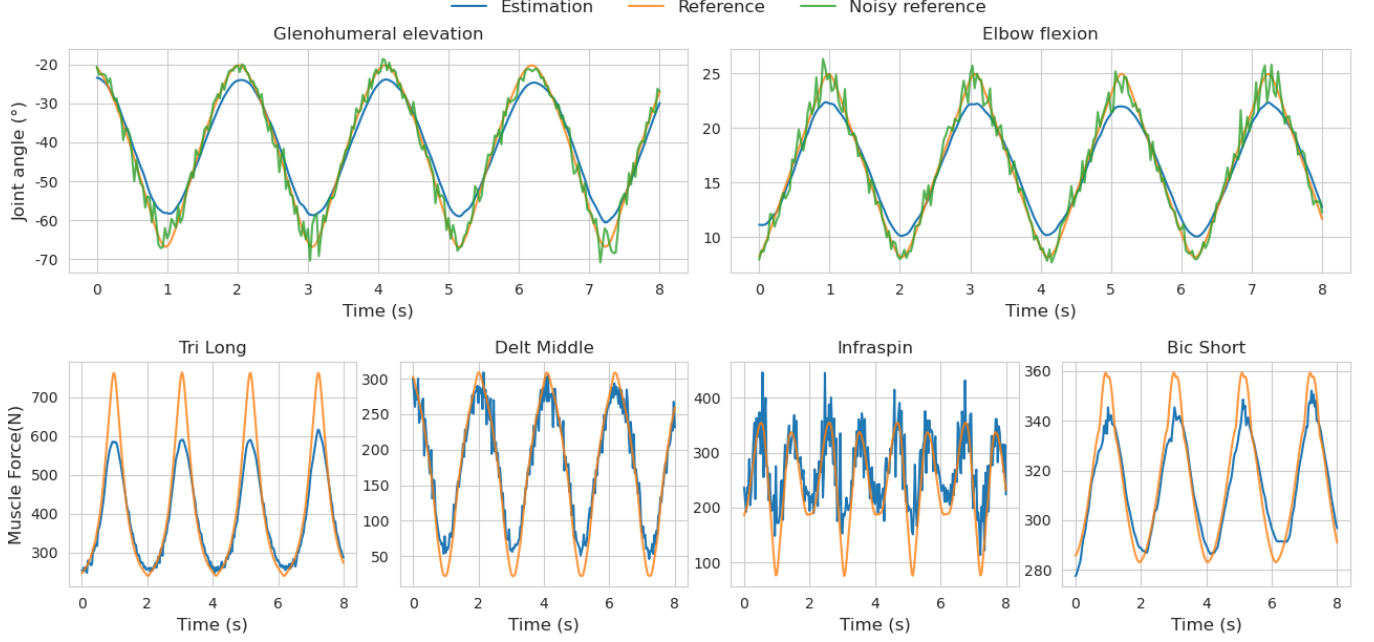 Estimation Reference Noisy reference
Glenohumeral elevation Elbow flexion
Joint angle (°)
-20
-30
-40
-50
-60
-70
0 1 2 3 4 5 6 7 8
Time (s)
25
20
15
10
0 1 2 3 4 5 6 7 8
Time (s)
Tri Long Delt Middle Infraspin Bic Short
Muscle Force(N)
700
600
500
400
300
0 2 4 6 8
Time (s)
300
250
200
150
100
50
0 2 4 6 8
Time (s)
400
300
200
100
0 2 4 6 8
Time (s)
360
340
320
300
280
0 2 4 6 8
Time (s)